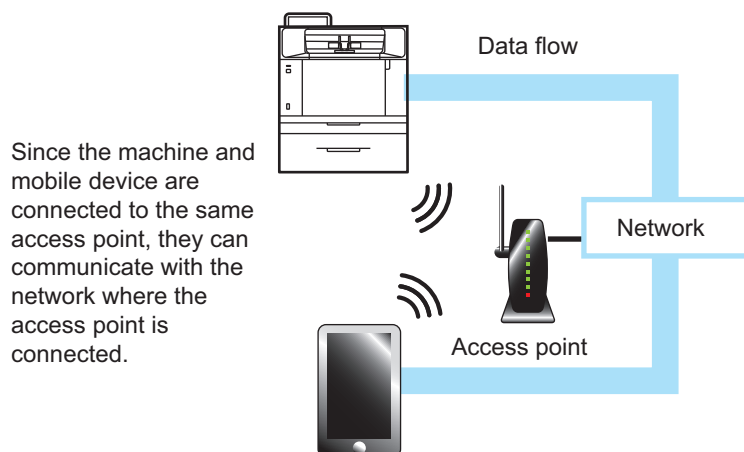 Data flow
Since the machine and
mobile device are
connected to the same
access point, they can
communicate with the
network where the
access point is
connected.
Network
Access point